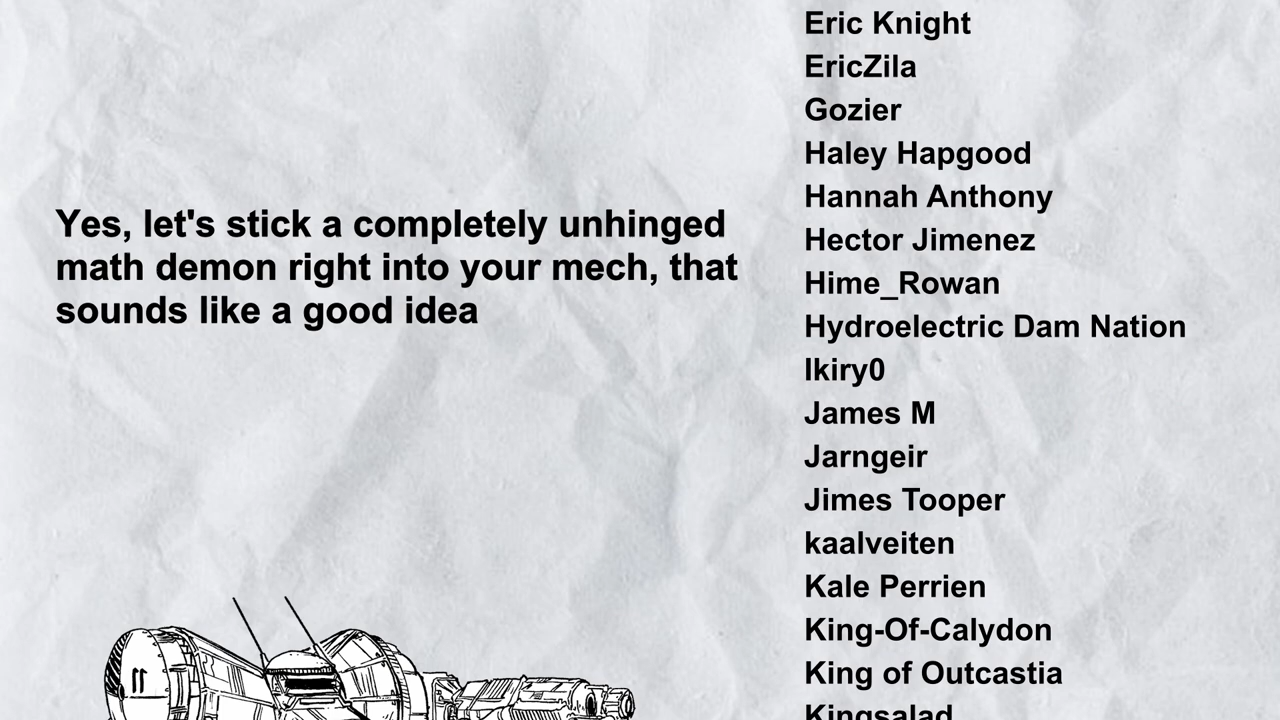 Yes, let's stick a completely unhinged
math demon right into your mech, that
sounds like a good idea
Eric Knight
EricZila
Gozier
Haley Hapgood
Hannah Anthony
Hector Jimenez
Hime_Rowan
Hydroelectric Dam Nation
Ikiry0
James M
Jarngeir
Jimes Tooper
kaalveiten
Kale Perrien
King-Of-Calydon
King of Outcastia
Kingsalad
11